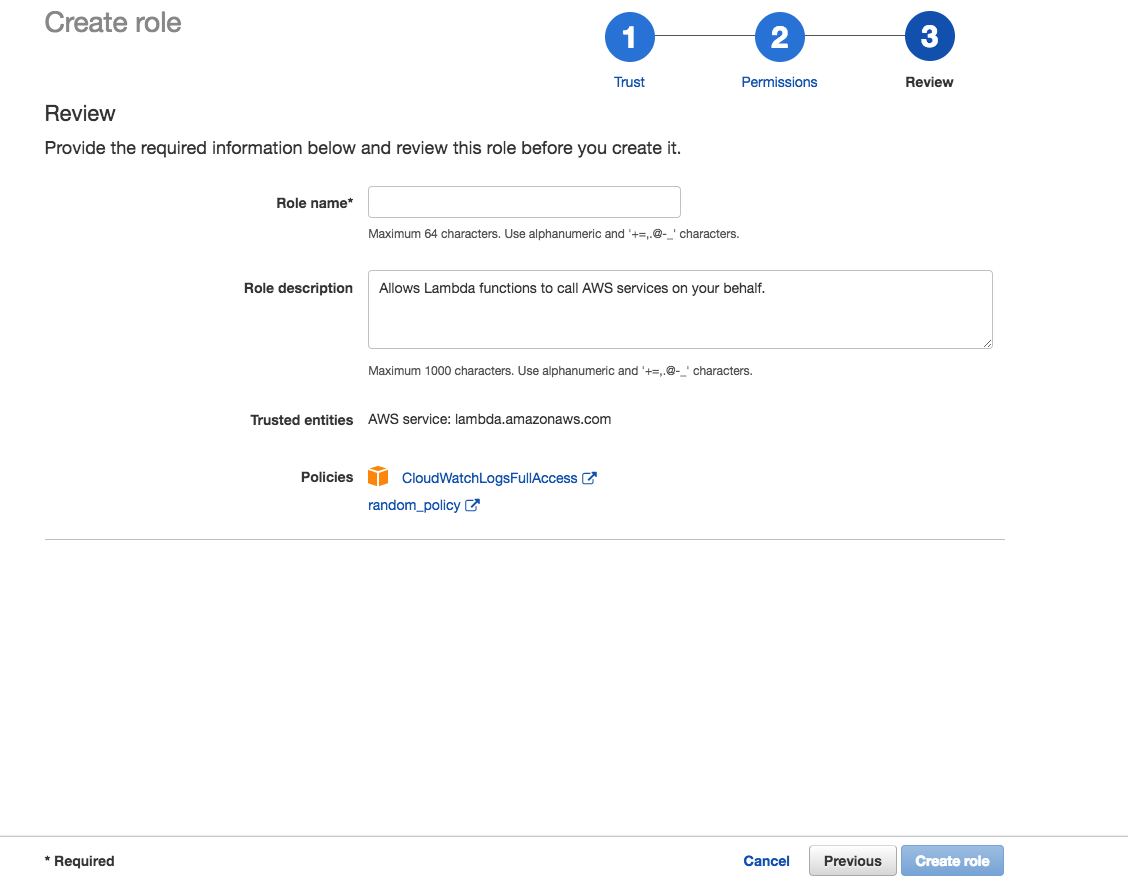 Create role
1 2 3
Trust Permissions Review
Review
Provide the required information below and review this role before you create it.
Role name*
Maximum 64 characters. Use alphanumeric and '+=,.@-_' characters.
Role description Allows Lambda functions to call AWS services on your behalf.
Maximum 1000 characters. Use alphanumeric and '+=,.@-_' characters.
Trusted entities AWS service: lambda.amazonaws.com
Policies CloudWatchLogsFullAccess
random_policy
* Required Cancel Previous Create role